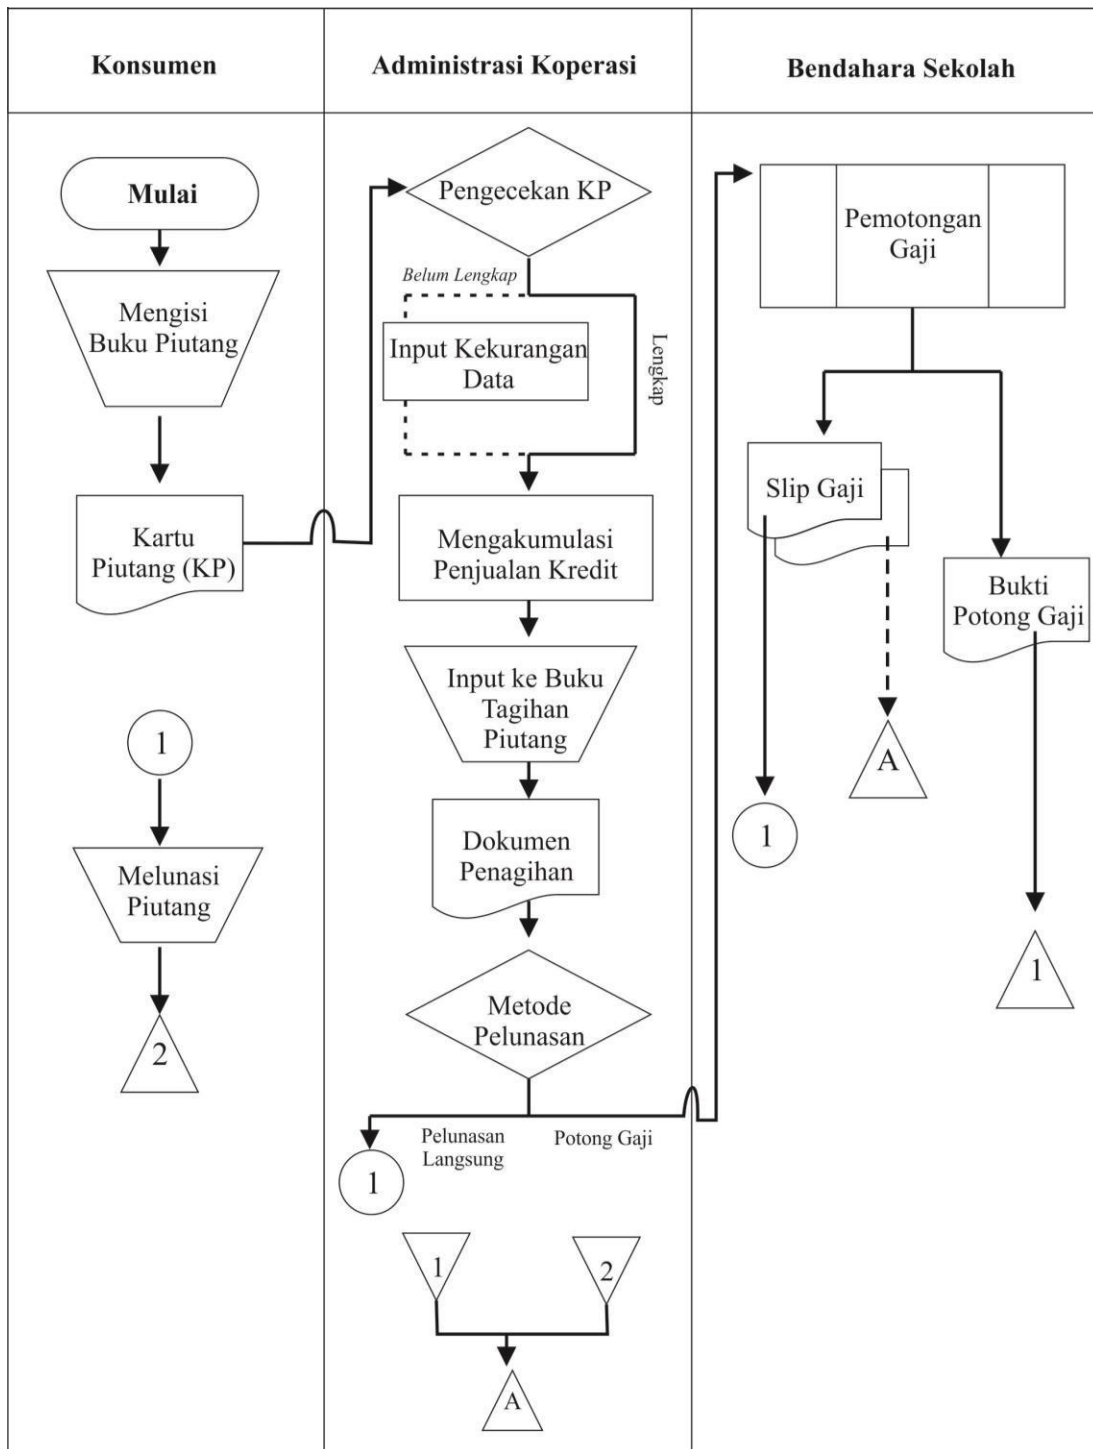 Konsumen
Administrasi Koperasi
Bendahara Sekolah
Mulai
Mengisi
Buku Piutang
Kartu
Piutang (KP)
1
Melunasi
Piutang
2
Pengecekan KP
Belum Lengkap
Input Kekurangan
Data
Lengkap
Mengakumulasi
Penjualan Kredit
Input ke Buku
Tagihan
Piutang
Dokumen
Penagihan
Metode
Pelunasan
Pelunasan
Langsung
Potong Gaji
1
1
2
A
Pemotongan
Gaji
Slip Gaji
Bukti
Potong Gaji
A
1
1